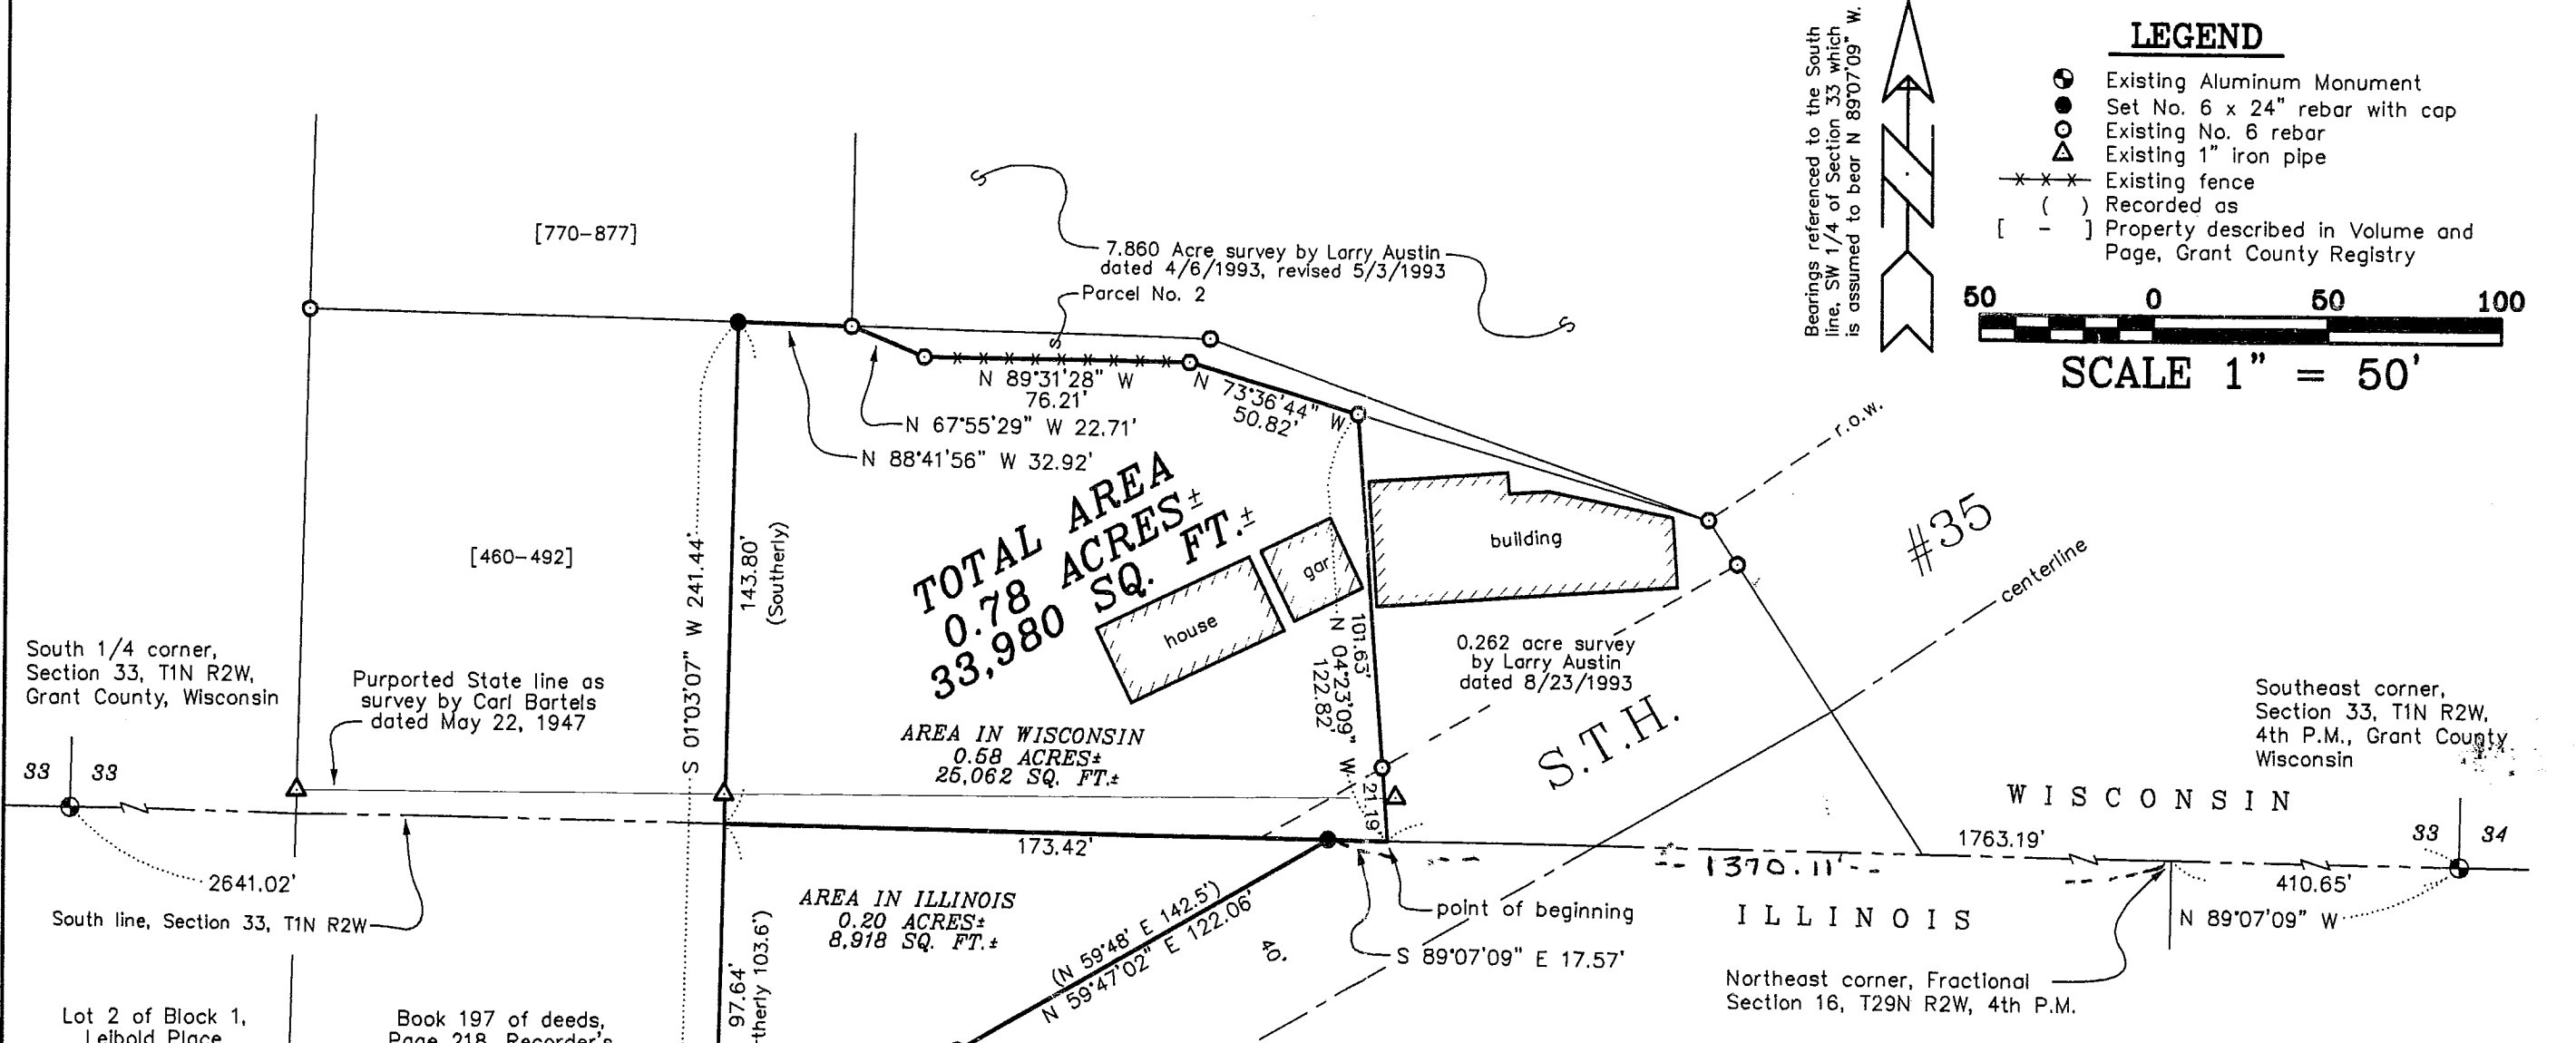 Bearings referenced to the South
line, SW 1/4 of Section 33 which
is assumed to bear N 89°07'09" W.
LEGEND
Existing Aluminum Monument
Set No. 6 x 24" rebar with cap
Existing No. 6 rebar
Existing 1" iron pipe
Existing fence
( ) Recorded as
[ - ] Property described in Volume and
Page, Grant County Registry
50 0 50 100
SCALE 1" = 50'
[770-877]
S
7.860 Acre survey by Larry Austin
dated 4/6/1993, revised 5/3/1993
S
Parcel No. 2
S
N 89°31'28" W
76.21'
N 73°36'44" W
50.82'
N 67°55'29" W 22.71'
N 88°41'56" W 32.92'
r.o.w.
TOTAL AREA
0.78 ACRES±
33,980 SQ. FT.±
[460-492]
S 01°03'07" W 241.44'
143.80'
(Southerly)
house
gar
building
#35
centerline
101.63'
N 04°23'09" W
122.82'
21.19'
0.262 acre survey
by Larry Austin
dated 8/23/1993
S.T.H.
South 1/4 corner,
Section 33, T1N R2W,
Grant County, Wisconsin
Purported State line as
survey by Carl Bartels
dated May 22, 1947
AREA IN WISCONSIN
0.58 ACRES±
25,062 SQ. FT.±
Southeast corner,
Section 33, T1N R2W,
4th P.M., Grant County
Wisconsin
33 33
WISCONSIN
33 34
173.42'
1763.19'
1370.11'
2641.02'
410.65'
South line, Section 33, T1N R2W
AREA IN ILLINOIS
0.20 ACRES±
8,918 SQ. FT.±
(N 59°48' E 142.5')
N 59°47'02" E 122.06'
40.
point of beginning
S 89°07'09" E 17.57'
ILLINOIS
N 89°07'09" W
Northeast corner, Fractional
Section 16, T29N R2W, 4th P.M.
97.64'
therly 103.6')
Lot 2 of Block 1,
Leibold Place
Book 197 of deeds,
Page 218, Recorder's